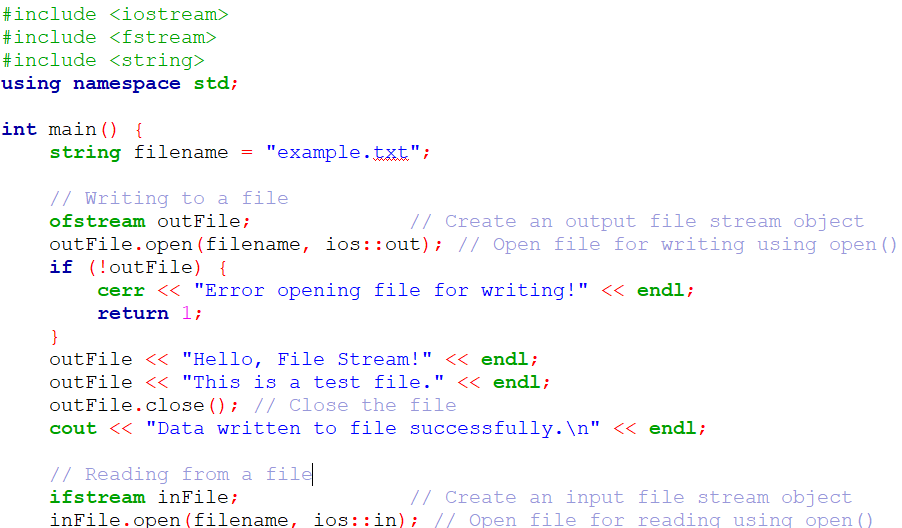 #include <iostream>
#include <fstream>
#include <string>
using namespace std;

int main() {
    string filename = "example.txt";

    // Writing to a file
    ofstream outFile;             // Create an output file stream object
    outFile.open(filename, ios::out); // Open file for writing using open()
    if (!outFile) {
        cerr << "Error opening file for writing!" << endl;
        return 1;
    }
    outFile << "Hello, File Stream!" << endl;
    outFile << "This is a test file." << endl;
    outFile.close(); // Close the file
    cout << "Data written to file successfully.\n" << endl;

    // Reading from a file
    ifstream inFile;              // Create an input file stream object
    inFile.open(filename, ios::in); // Open file for reading using open()